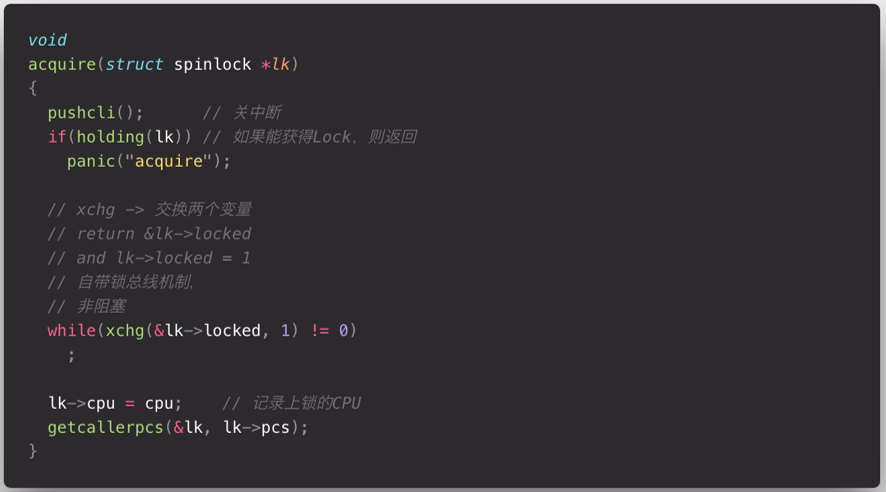 void
acquire(struct spinlock *lk)
{
  pushcli();      // 关中断
  if(holding(lk)) // 如果能获得Lock，则返回
    panic("acquire");

  // xchg -> 交换两个变量
  // return &lk->locked
  // and lk->locked = 1
  // 自带锁总线机制，
  // 非阻塞
  while(xchg(&lk->locked, 1) != 0)
    ;

  lk->cpu = cpu;    // 记录上锁的CPU
  getcallerpcs(&lk, lk->pcs);
}